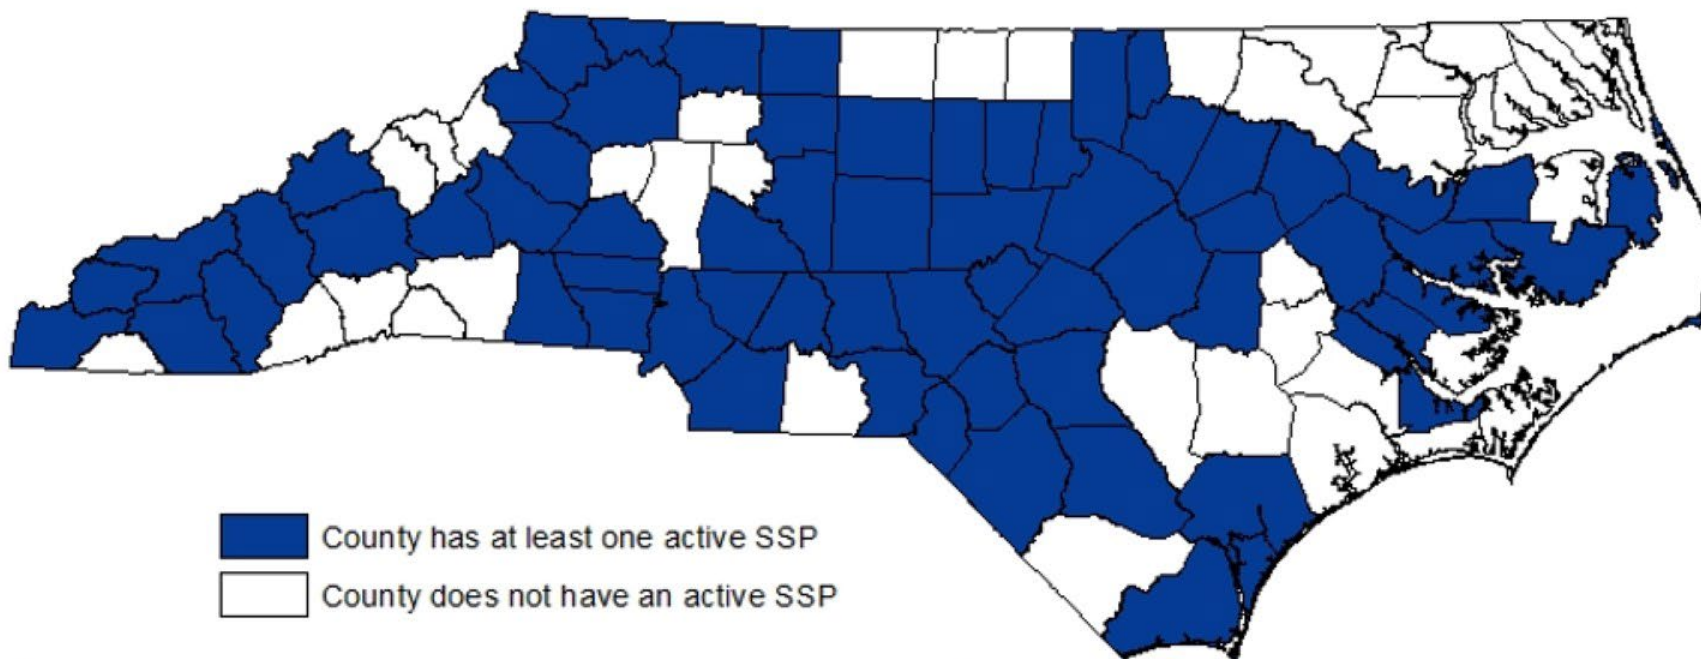 County has at least one active SSP
County does not have an active SSP